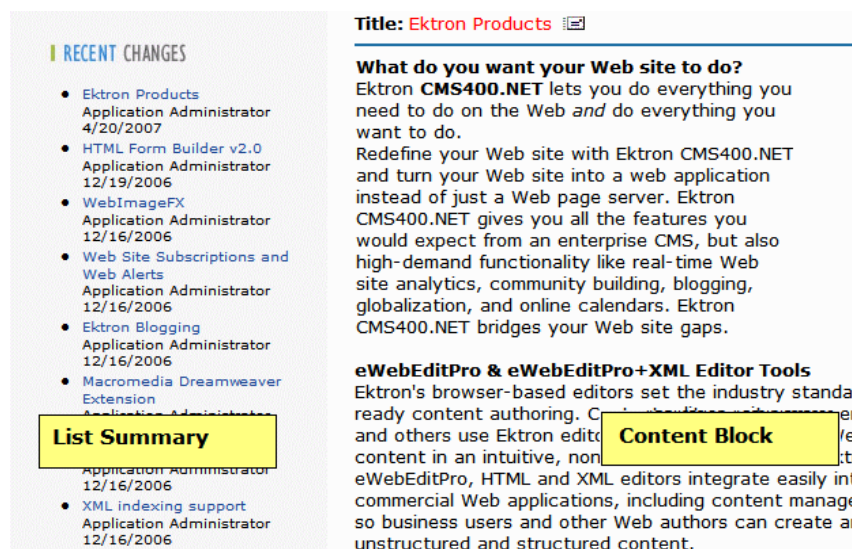 RECENT CHANGES
Ektron Products
Application Administrator
4/20/2007
HTML Form Builder v2.0
Application Administrator
12/19/2006
WebImageFX
Application Administrator
12/16/2006
Web Site Subscriptions and
Web Alerts
Application Administrator
12/16/2006
Ektron Blogging
Application Administrator
12/16/2006
Macromedia Dreamweaver
Extension
Application Administrator
List Summary
Application Administrator
12/16/2006
XML indexing support
Application Administrator
12/16/2006
Title: Ektron Products
What do you want your Web site to do?
Ektron CMS400.NET lets you do everything you
need to do on the Web and do everything you
want to do.
Redefine your Web site with Ektron CMS400.NET
and turn your Web site into a web application
instead of just a Web page server. Ektron
CMS400.NET gives you all the features you
would expect from an enterprise CMS, but also
high-demand functionality like real-time Web
site analytics, community building, blogging,
globalization, and online calendars. Ektron
CMS400.NET bridges your Web site gaps.
eWebEditPro & eWebEditPro+XML Editor Tools
Ektron's browser-based editors set the industry standa
ready content authoring.
and others use Ektron
Content Block
content in an intuitive, non
eWebEditPro, HTML and XML editors integrate easily int
commercial Web applications, including content manage
so business users and other Web authors can create a
unstructured and structured content.